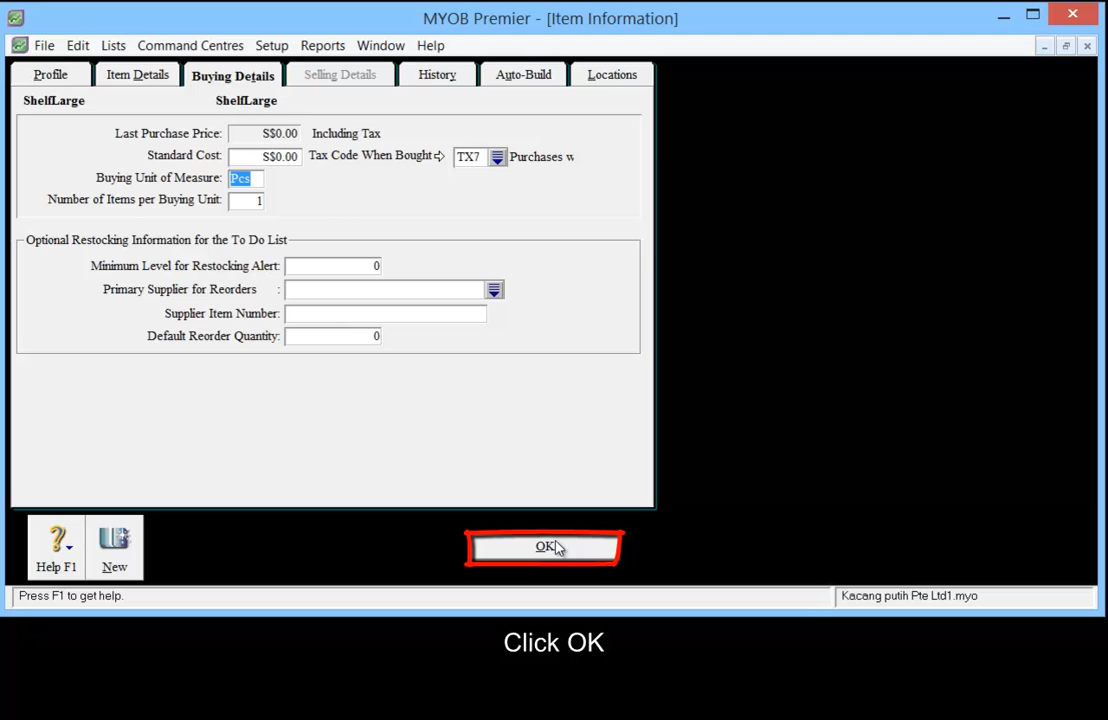 MYOB Premier - [Item Information]
File Edit Lists Command Centres Setup Reports Window Help
Profile Item Details Buying Details Selling Details History Auto-Build Locations
ShelfLarge ShelfLarge
Last Purchase Price: S$0.00 Including Tax
Standard Cost: S$0.00 Tax Code When Bought TX7 Purchases w
Buying Unit of Measure: Pcs
Number of Items per Buying Unit: 1
Optional Restocking Information for the To Do List
Minimum Level for Restocking Alert: 0
Primary Supplier for Reorders :
Supplier Item Number:
Default Reorder Quantity: 0
OK
Help F1 New
Press F1 to get help. Kacang putih Pte Ltd1.myo
Click OK